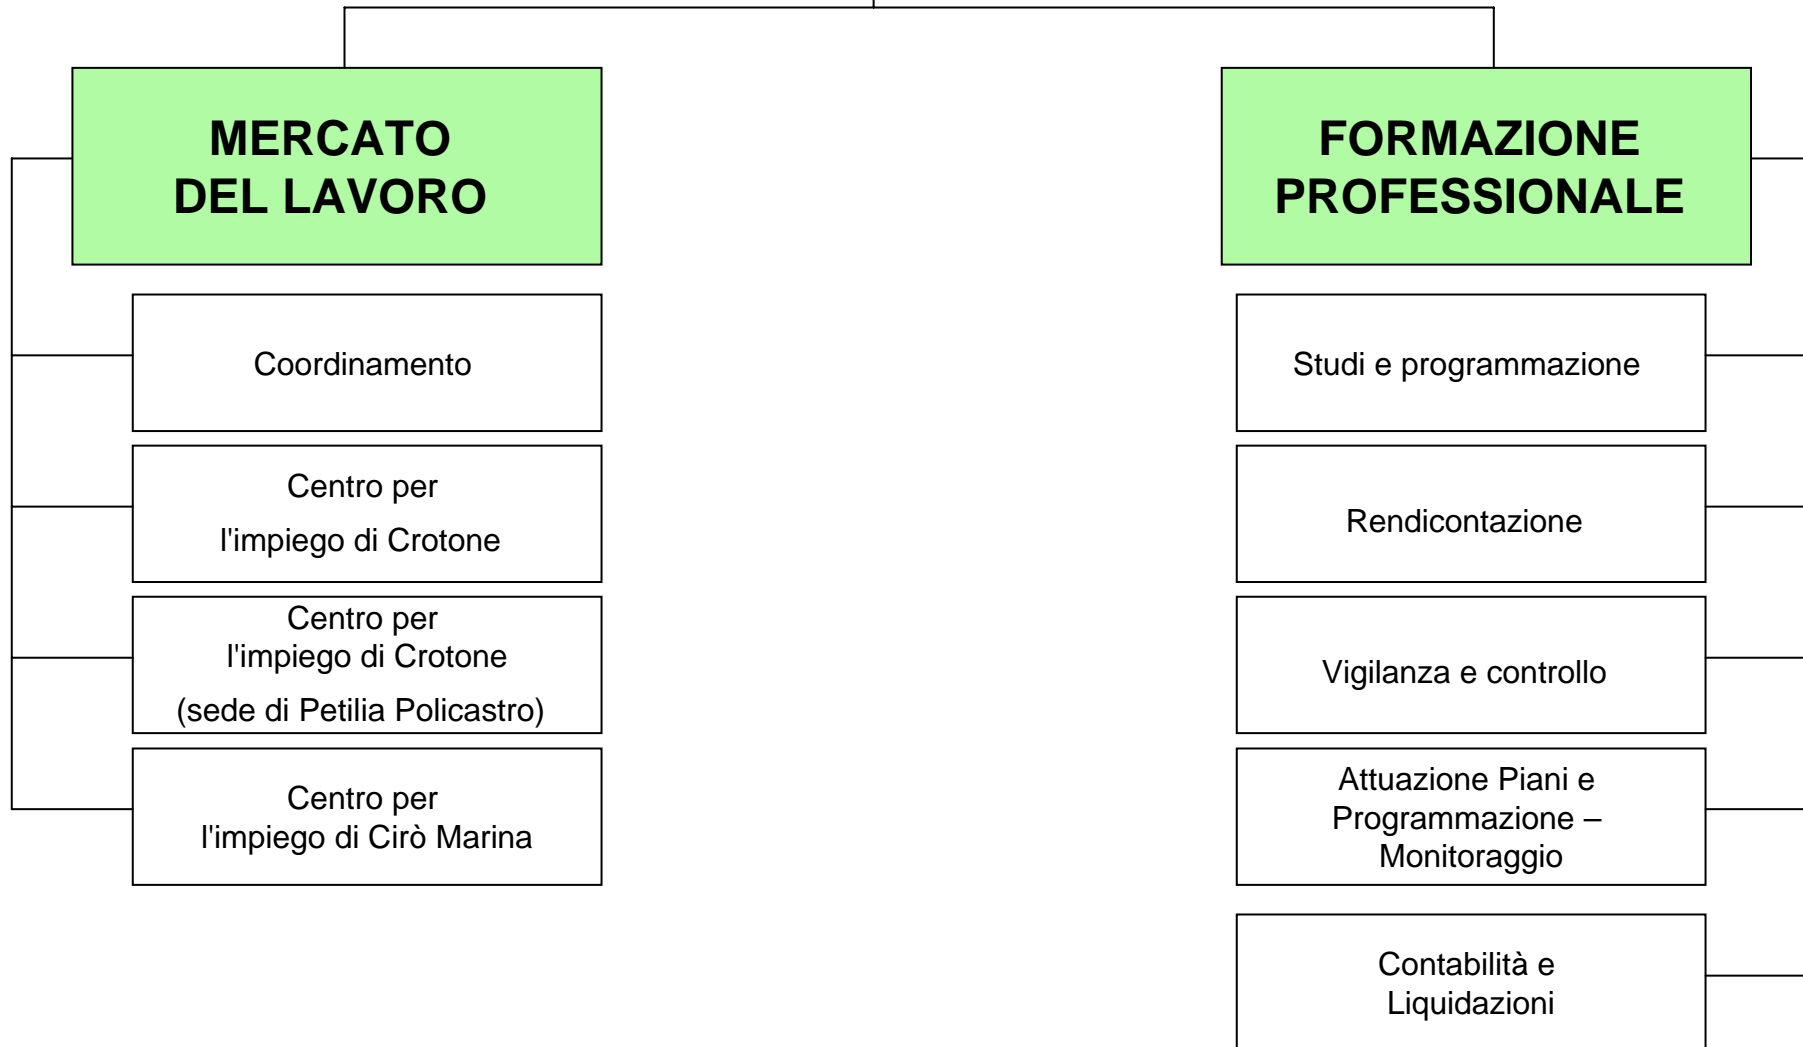 MERCATO
DEL LAVORO
Coordinamento
Centro per
l'impiego di Crotone
Centro per
l'impiego di Crotone
(sede di Petilia Policastro)
Centro per
l'impiego di Cirò Marina
FORMAZIONE
PROFESSIONALE
Studi e programmazione
Rendicontazione
Vigilanza e controllo
Attuazione Piani e
Programmazione –
Monitoraggio
Contabilità e
Liquidazioni